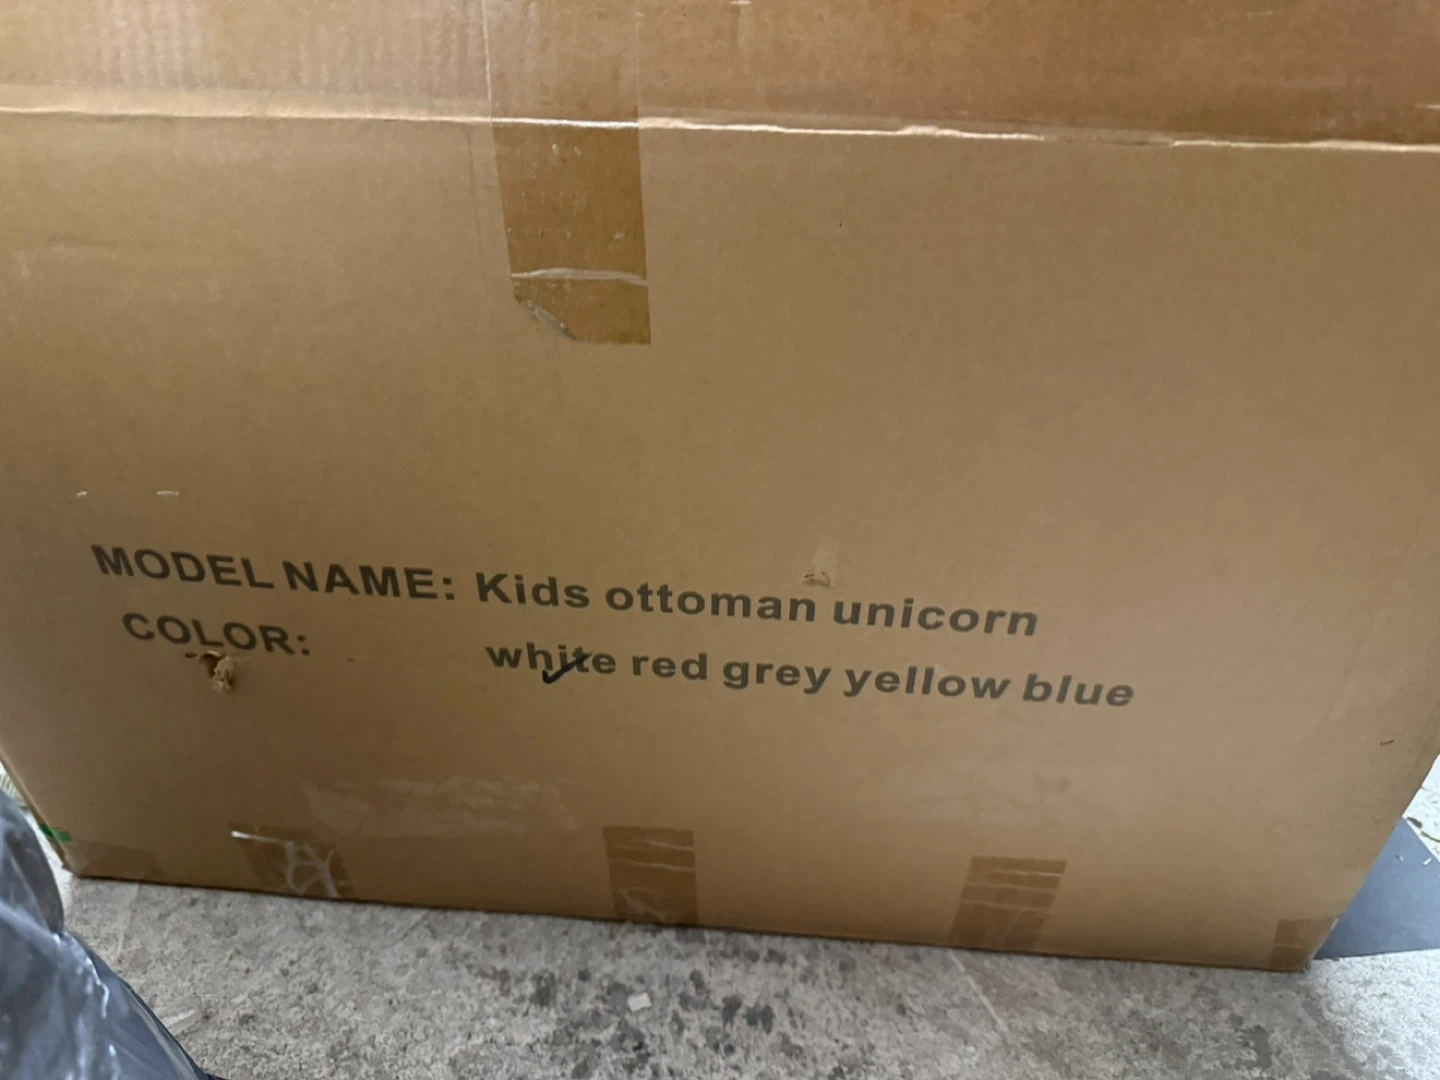 MODEL NAME: Kids ottoman unicorn
COLOR: white red grey yellow blue